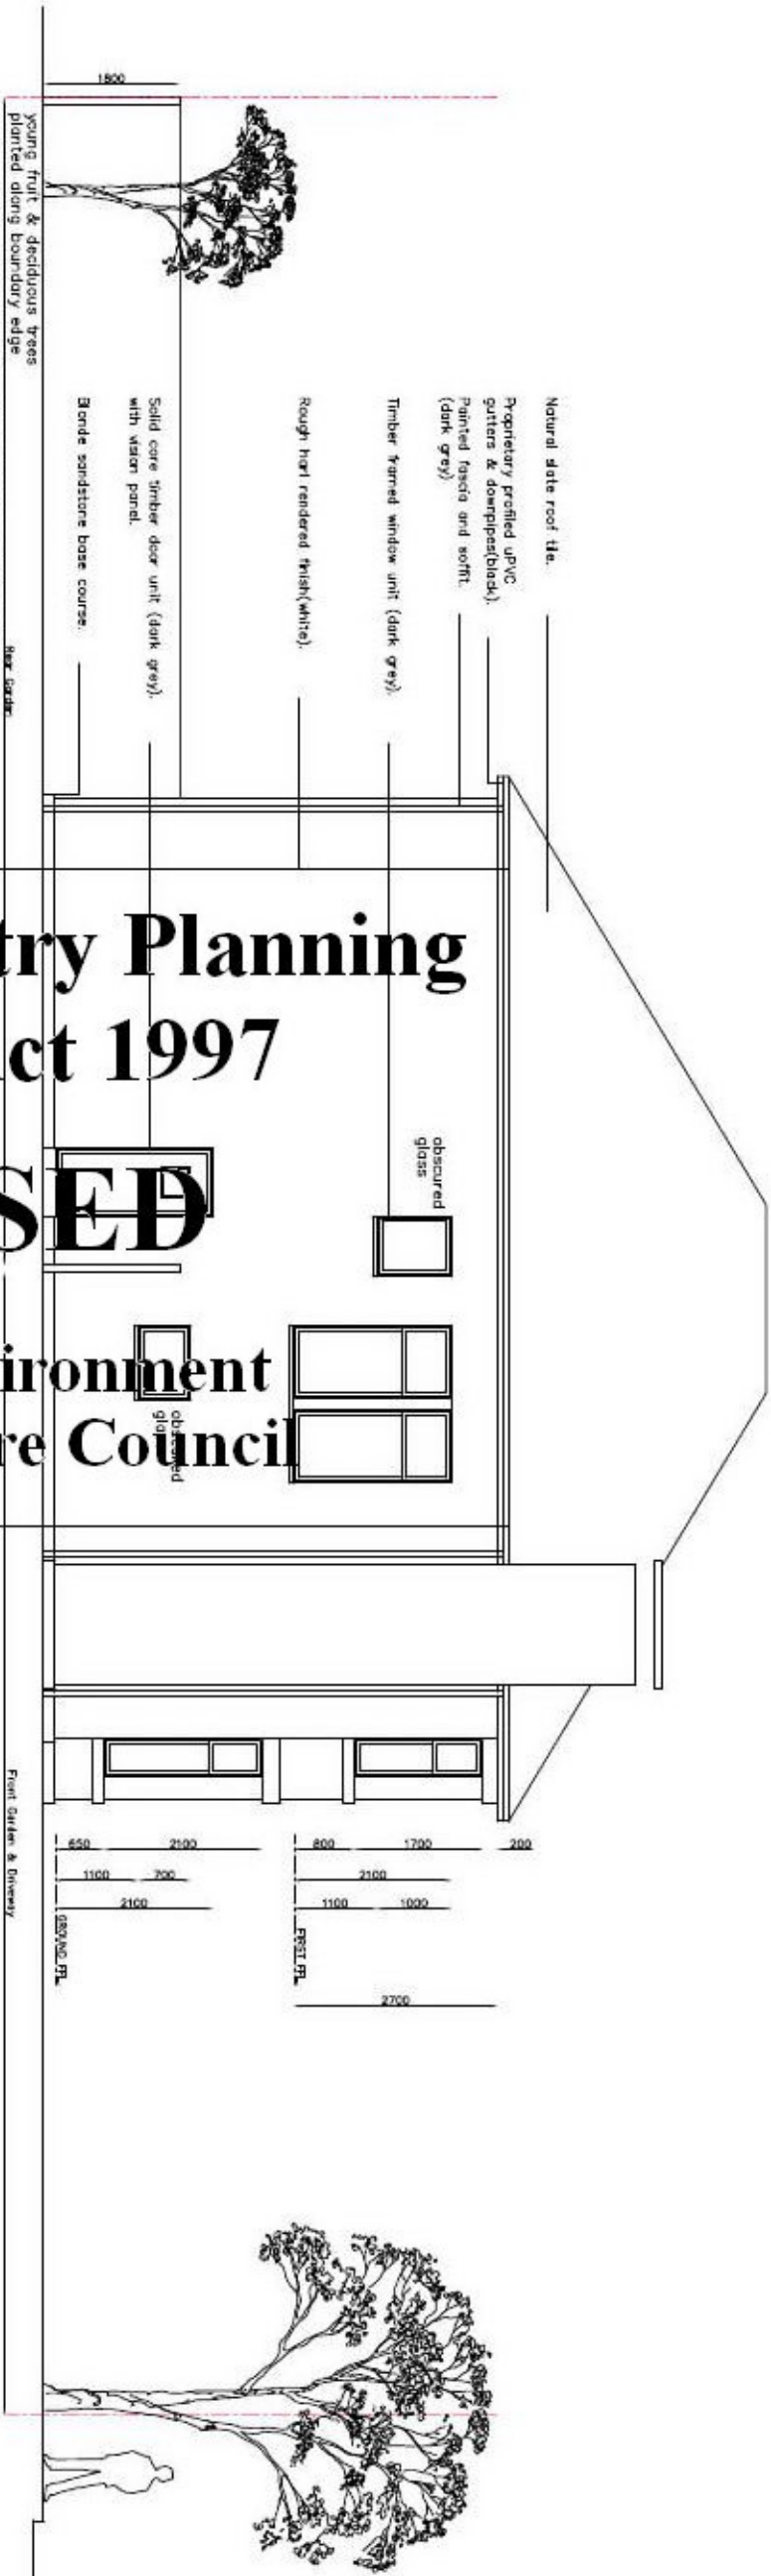 1800
young fruit & deciduous trees
planted along boundary edge
Natural slate roof tile.
Proprietary profiled uPVC
gutters & downpipes(black).
Painted fascia and soffit.
(dark grey)
Timber framed window unit (dark grey).
Rough harl rendered finish(white).
Solid core timber door unit (dark grey).
with vision panel.
Blonde sandstone base course.
Rear Garden
try Planning
ct 1997
SED
ironment
re Council
obscured
glass
obscured
Front Garden & Driveway
650 2100 800 1700 200
1100 700 2100
2100 1100 1000
GROUND FFL
FIRST FFL
2700